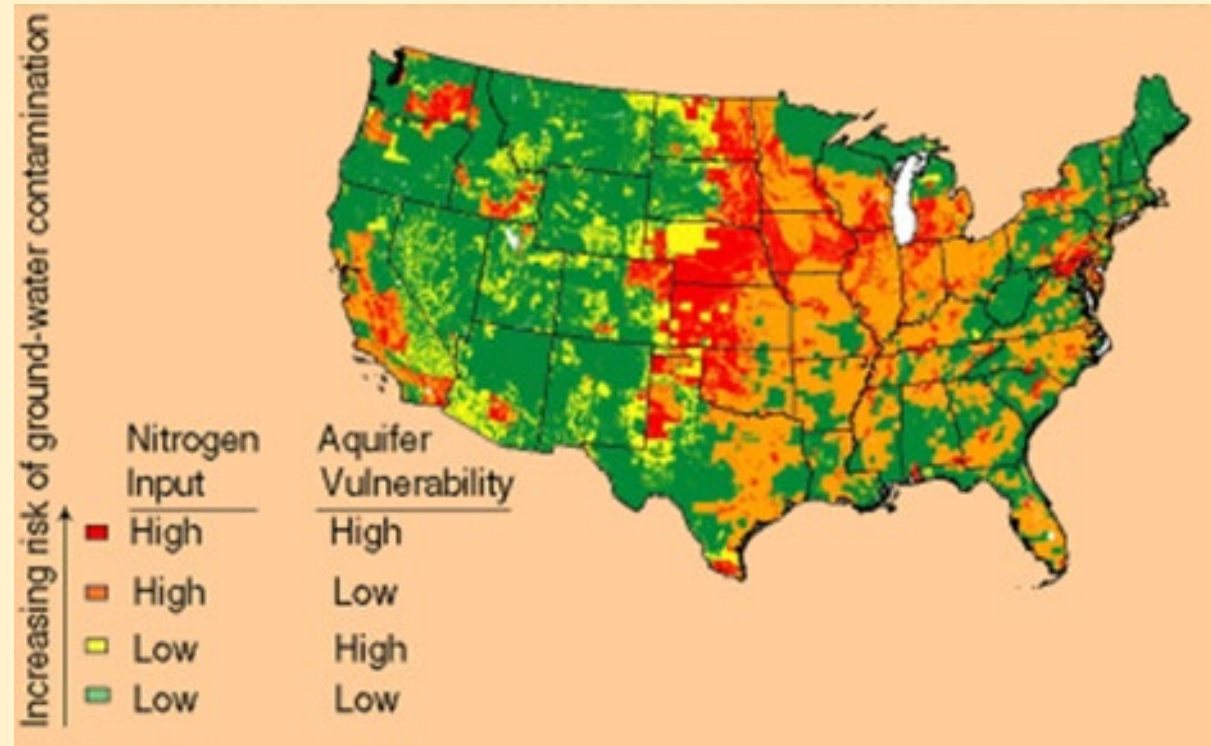 Increasing risk of ground-water contamination
Nitrogen Aquifer
Input Vulnerability
High High
High Low
Low High
Low Low